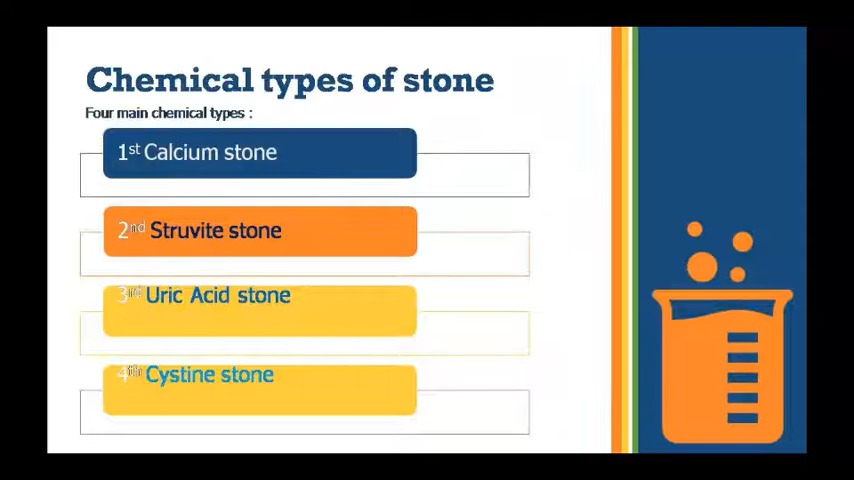 Chemical types of stone
Four main chemical types :
1st Calcium stone
2nd Struvite stone
3rd Uric Acid stone
4th Cystine stone